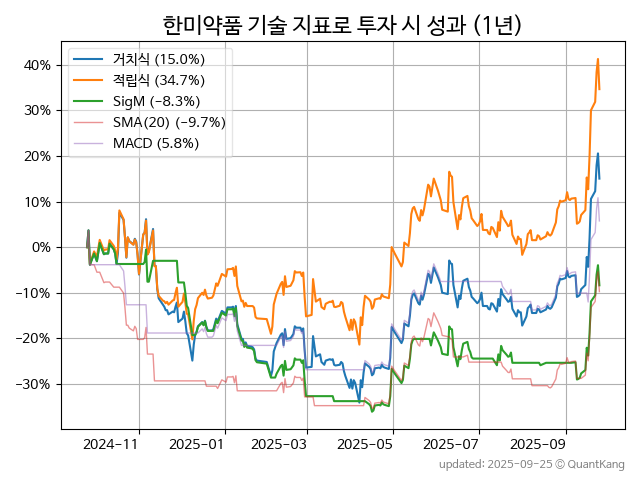 한미약품 기술 지표로 투자 시 성과 (1년)
거치식 (15.0%)
적립식 (34.7%)
SigM (-8.3%)
SMA(20) (-9.7%)
MACD (5.8%)
40%
30%
20%
10%
0%
-10%
-20%
-30%
2024-11 2025-01 2025-03 2025-05 2025-07 2025-09
updated: 2025-09-25 © QuantKang